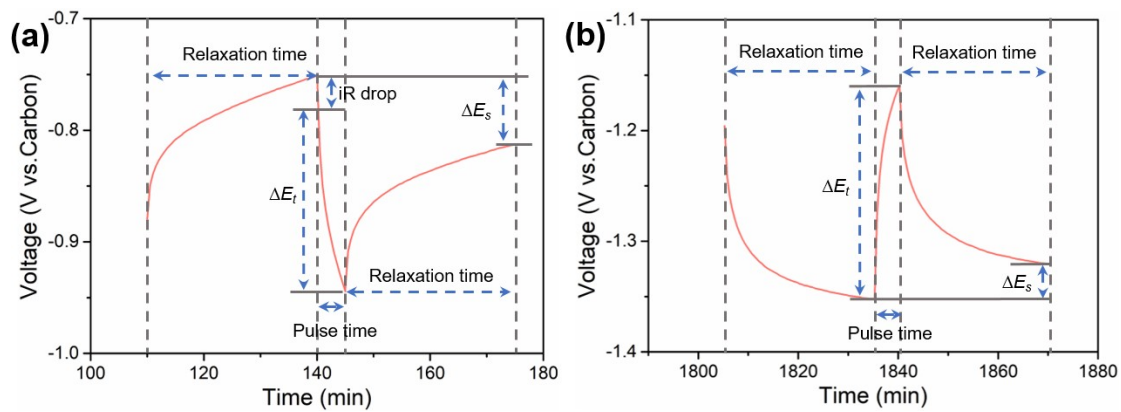 (a)
-0.7
-0.8
-0.9
-1.0
Voltage (V vs.Carbon)
Relaxation time
iR drop
ΔEs
ΔEt
Relaxation time
Pulse time
100
120
140
160
180
Time (min)
(b)
-1.1
-1.2
-1.3
-1.4
Voltage (V vs.Carbon)
Relaxation time
Relaxation time
ΔEt
ΔEs
Pulse time
1800
1820
1840
1860
1880
Time (min)